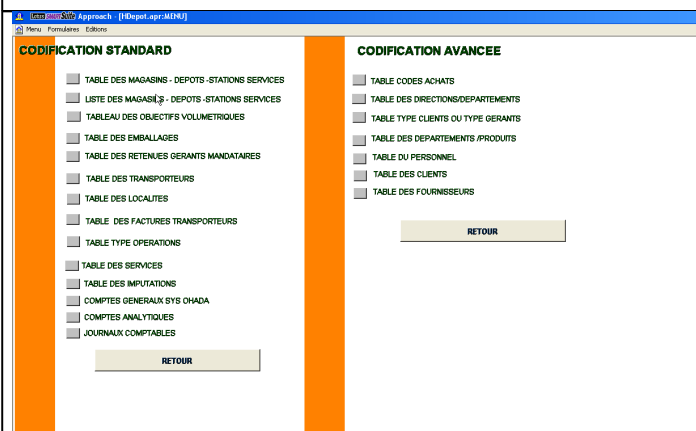 Lotus SMARTSuite Approach - [HDepot.apr:MENU]
Menu Formulaires Editions
CODIFICATION STANDARD
TABLE DES MAGASINS - DEPOTS -STATIONS SERVICES
LISTE DES MAGASINS - DEPOTS -STATIONS SERVICES
TABLEAU DES OBJECTIFS VOLUMETRIQUES
TABLE DES EMBALLAGES
TABLE DES RETENUES GERANTS MANDATAIRES
TABLE DES TRANSPORTEURS
TABLE DES LOCALITES
TABLE DES FACTURES TRANSPORTEURS
TABLE TYPE OPERATIONS
TABLE DES SERVICES
TABLE DES IMPUTATIONS
COMPTES GENERAUX SYS OHADA
COMPTES ANALYTIQUES
JOURNAUX COMPTABLES
RETOUR
CODIFICATION AVANCEE
TABLE CODES ACHATS
TABLE DES DIRECTIONS/DEPARTEMENTS
TABLE TYPE CLIENTS OU TYPE GERANTS
TABLE DES DEPARTEMENTS /PRODUITS
TABLE DU PERSONNEL
TABLE DES CLIENTS
TABLE DES FOURNISSEURS
RETOUR